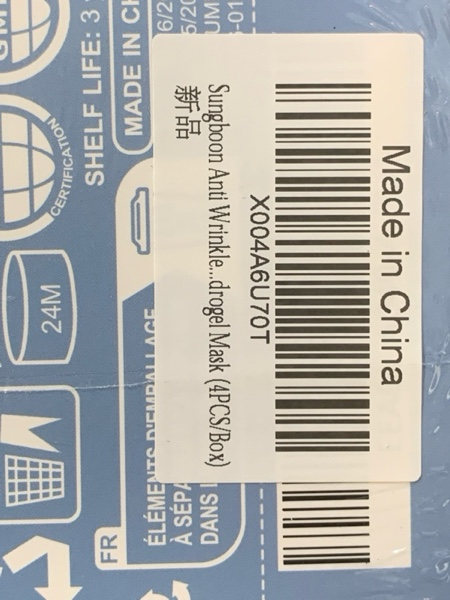 Made in China
X004A6U70T
Sungboon Anti Wrinkle...drogel Mask (4PCS/Box)
新品
SHELF LIFE: 3
MADE IN CH
CERTIFICATION
GM
24M
FR
ÉLÉMENTS D'EMBALLAGE
À SÉPA
DANS